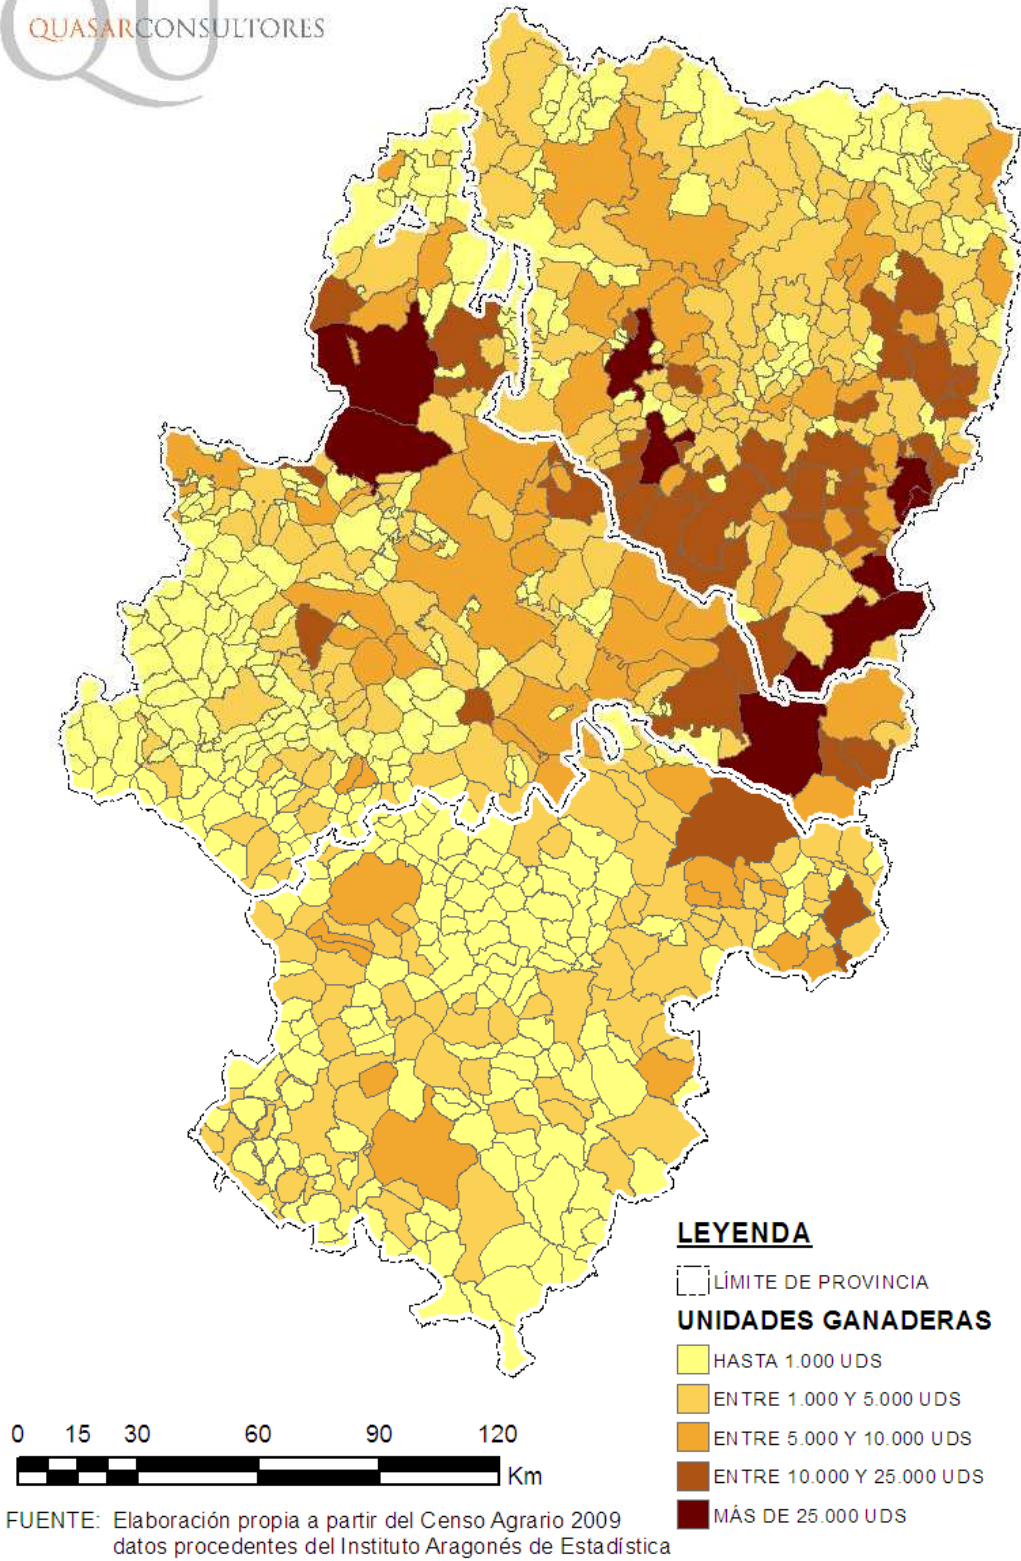 QU
QUASARCONSULTORES
LEYENDA
LÍMITE DE PROVINCIA
UNIDADES GANADERAS
HASTA 1.000 UDS
ENTRE 1.000 Y 5.000 UDS
ENTRE 5.000 Y 10.000 UDS
ENTRE 10.000 Y 25.000 UDS
MÁS DE 25.000 UDS
0 15 30 60 90 120
Km
FUENTE: Elaboración propia a partir del Censo Agrario 2009
datos procedentes del Instituto Aragonés de Estadística